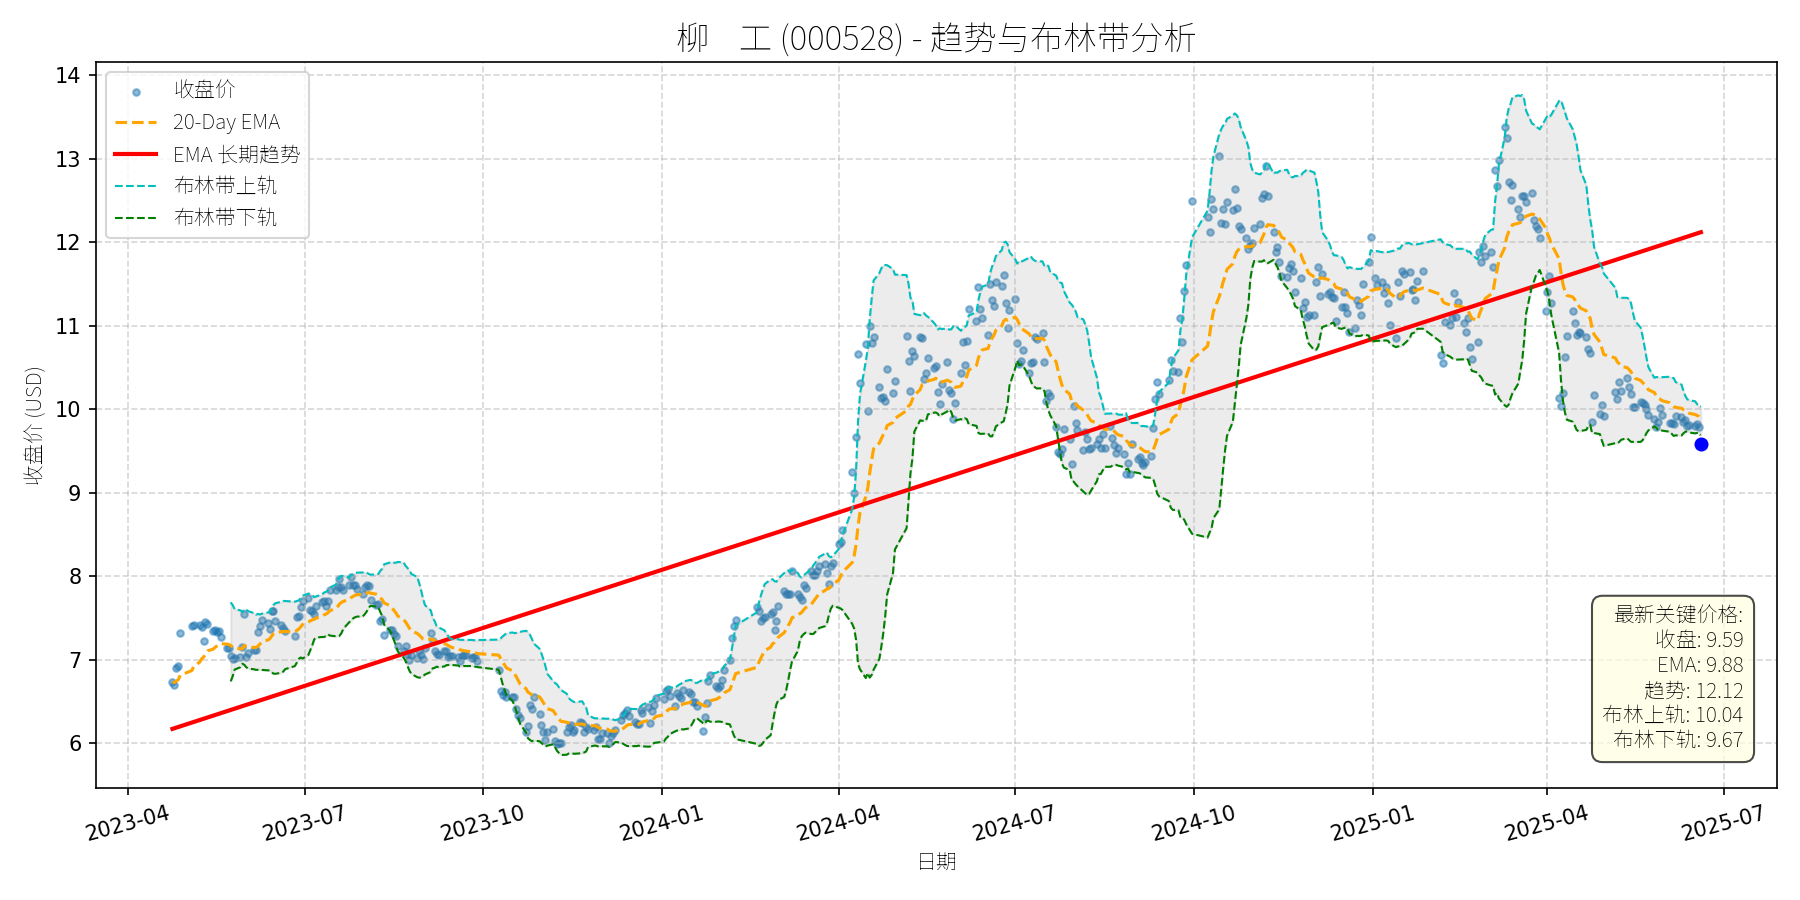 柳　工 (000528) - 趋势与布林带分析
收盘价 (USD)
14
13
12
11
10
9
8
7
6
收盘价
20-Day EMA
EMA 长期趋势
布林带上轨
布林带下轨
最新关键价格:
收盘: 9.59
EMA: 9.88
趋势: 12.12
布林上轨: 10.04
布林下轨: 9.67
2023-04
2023-07
2023-10
2024-01
2024-04
2024-07
2024-10
2025-01
2025-04
2025-07
日期